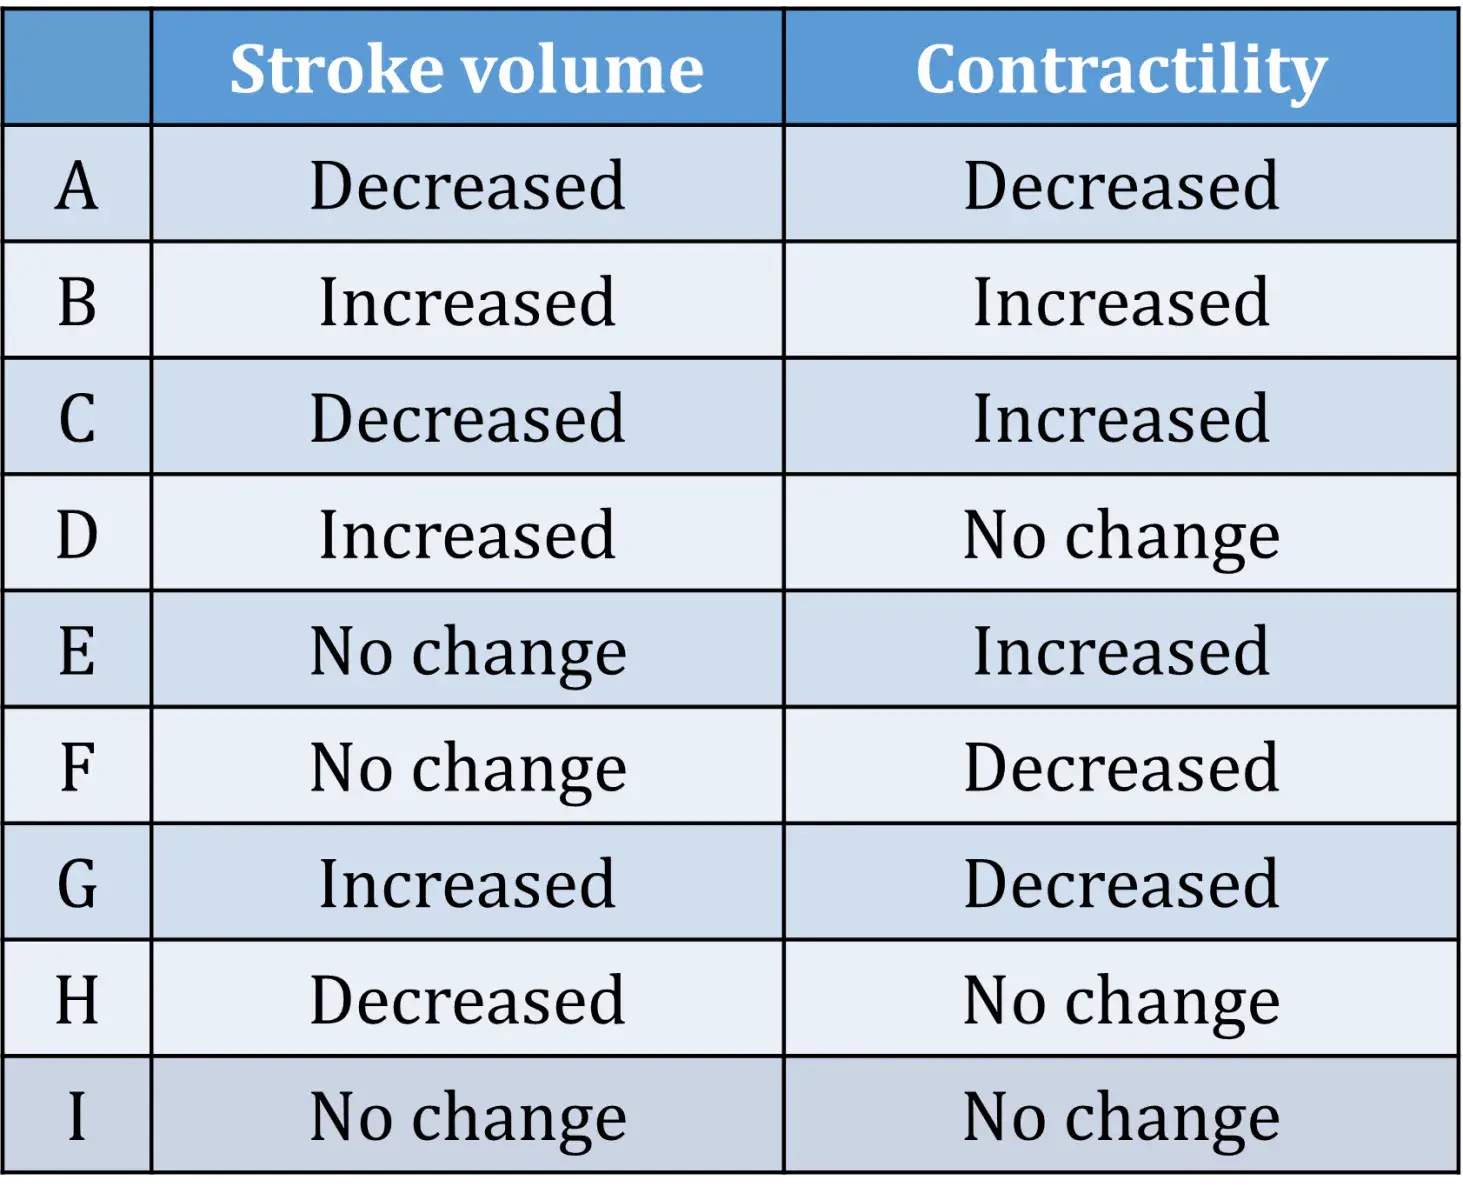 Stroke volume Contractility
A Decreased Decreased
B Increased Increased
C Decreased Increased
D Increased No change
E No change Increased
F No change Decreased
G Increased Decreased
H Decreased No change
I No change No change